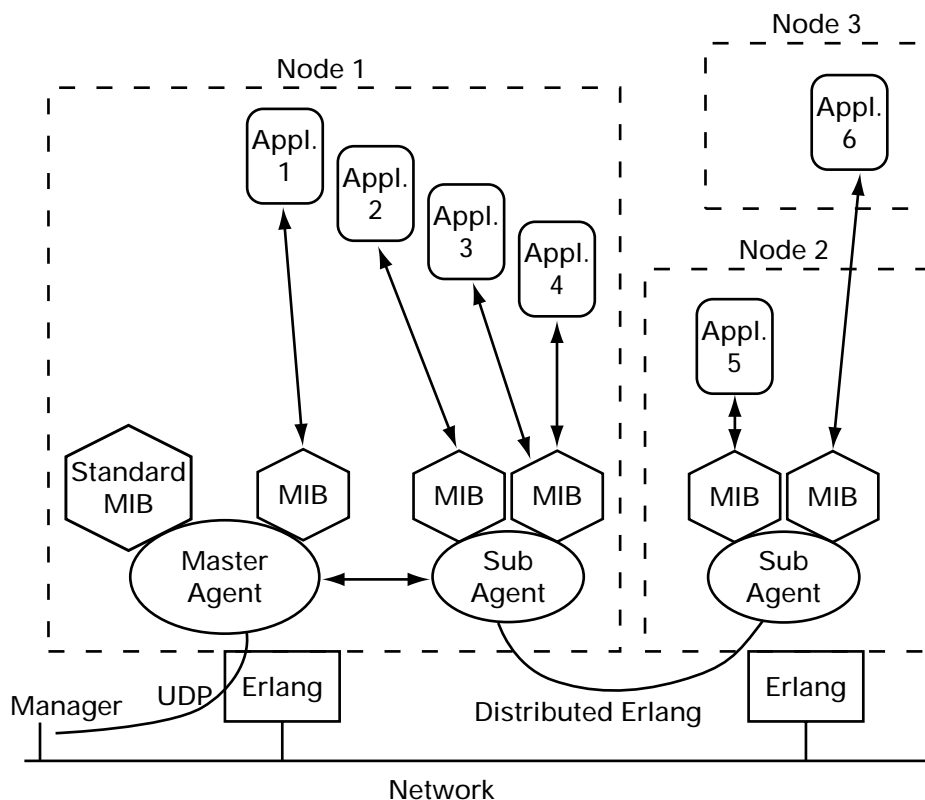 Node 3
Node 1
Appl.
6
Appl.
1
Appl.
2
Appl.
3
Appl.
4
Node 2
Appl.
5
Standard
MIB
MIB
MIB
MIB
MIB
MIB
Master
Agent
Sub
Agent
Sub
Agent
Manager
UDP
Erlang
Distributed Erlang
Erlang
Network